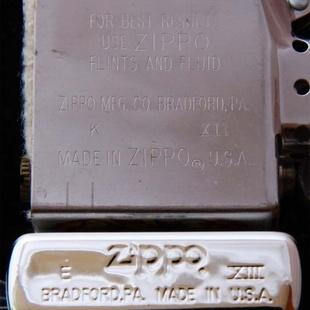 FOR BEST RESULTS
USE ZIPPO
FLINTS AND FLUID
ZIPPO MFG. CO. BRADFORD, PA.
K XII
MADE IN ZIPPO®, U.S.A.
E Zippo XIII
BRADFORD, PA. MADE IN U.S.A.